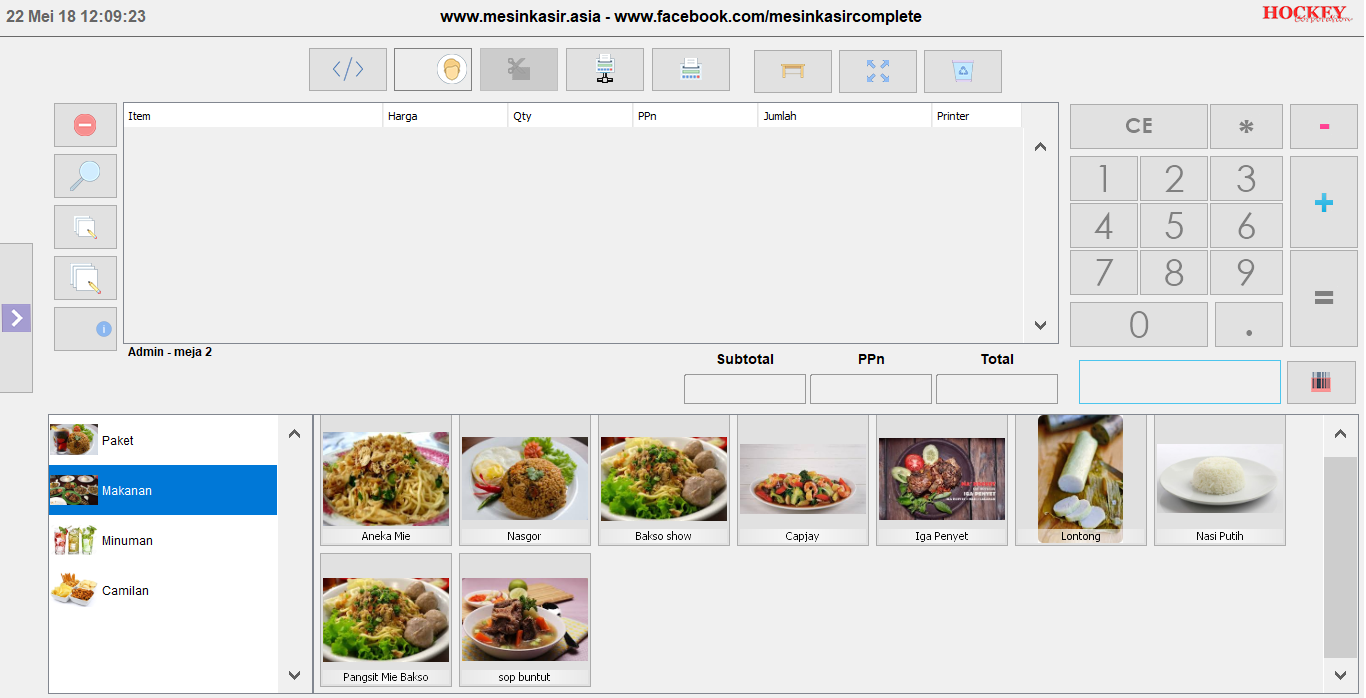 22 Mei 18 12:09:23
www.mesinkasir.asia - www.facebook.com/mesinkasircomplete
HOCKEY
Corporation
</>
Item Harga Qty PPn Jumlah Printer
CE * -
1 2 3 +
4 5 6
7 8 9 =
0 .
Admin - meja 2
Subtotal PPn Total
Paket
Makanan
Minuman
Camilan
Aneka Mie Nasgor Bakso show Capjay Iga Penyet Lontong Nasi Putih
IGA PENYET
Pangsit Mie Bakso sop buntut